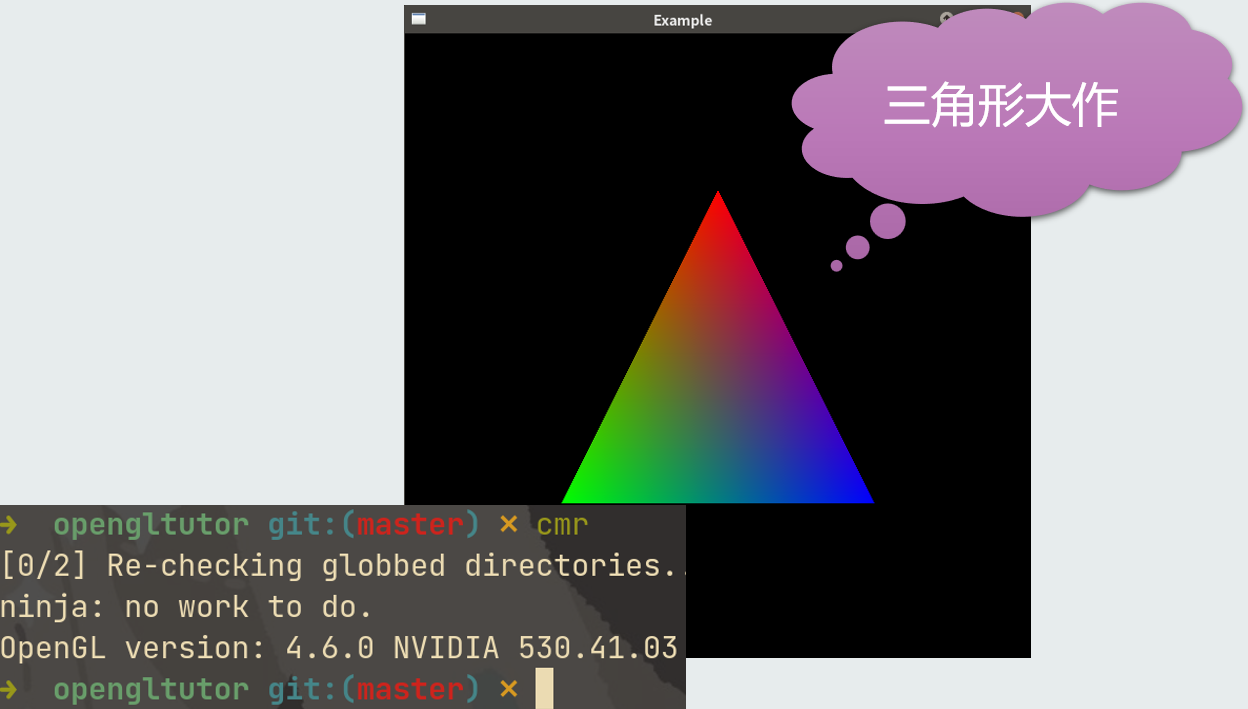 Example
三角形大作
➜ opengltutor git:(master) ✗ cmr
[0/2] Re-checking globbed directories..
ninja: no work to do.
OpenGL version: 4.6.0 NVIDIA 530.41.03
➜ opengltutor git:(master) ✗